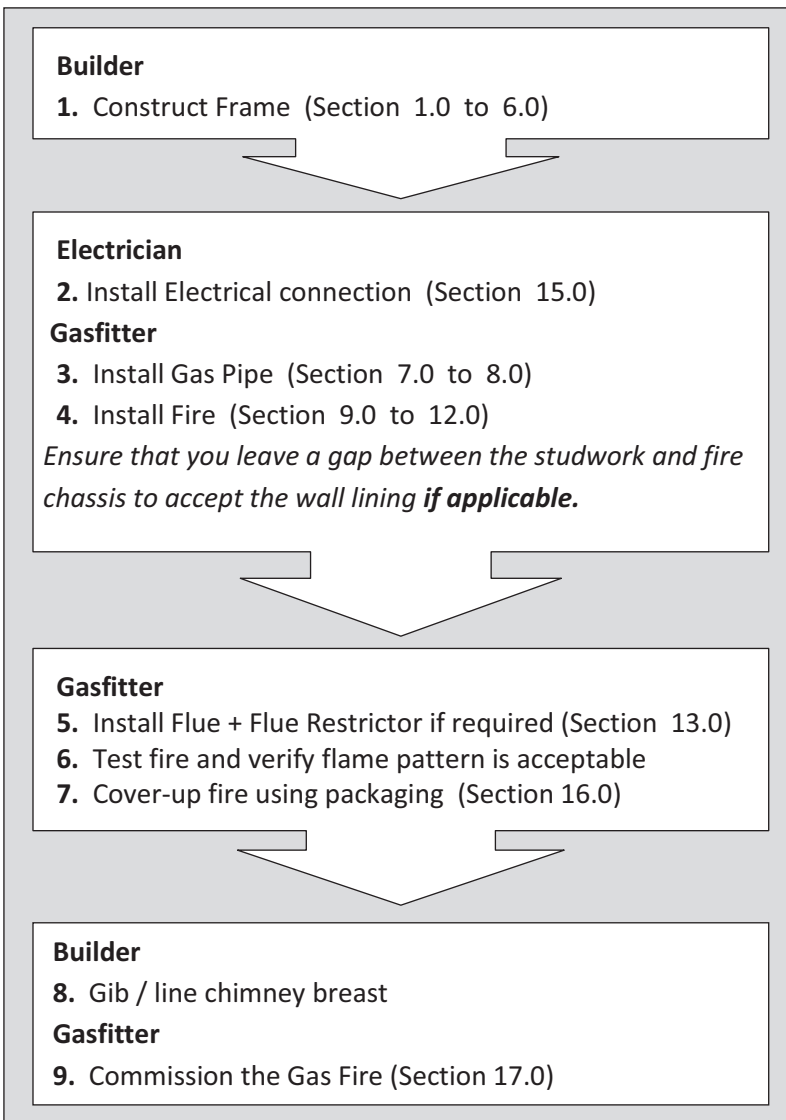 Builder
1. Construct Frame (Section 1.0 to 6.0)
Electrician
2. Install Electrical connection (Section 15.0)
Gasfitter
3. Install Gas Pipe (Section 7.0 to 8.0)
4. Install Fire (Section 9.0 to 12.0)
Ensure that you leave a gap between the studwork and fire
chassis to accept the wall lining if applicable.
Gasfitter
5. Install Flue + Flue Restrictor if required (Section 13.0)
6. Test fire and verify flame pattern is acceptable
7. Cover-up fire using packaging (Section 16.0)
Builder
8. Gib / line chimney breast
Gasfitter
9. Commission the Gas Fire (Section 17.0)